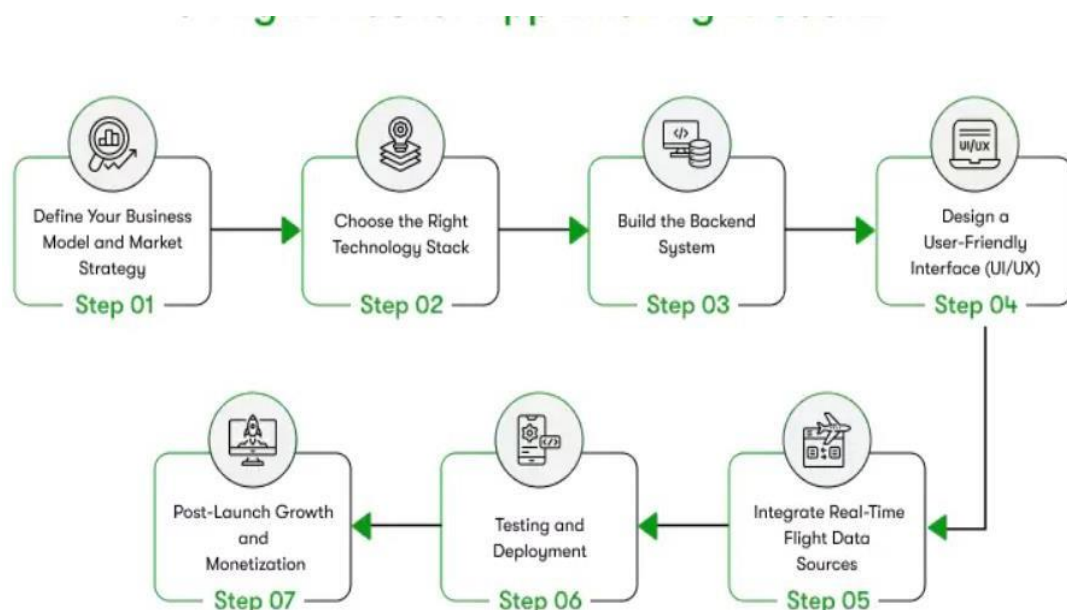 Define Your Business
Model and Market
Strategy
Step 01
Choose the Right
Technology Stack
Step 02
</>
Build the Backend
System
Step 03
UI/UX
Design a
User-Friendly
Interface (UI/UX)
Step 04
Post-Launch Growth
and
Monetization
Step 07
</>
Testing and
Deployment
Step 06
Integrate Real-Time
Flight Data
Sources
Step 05